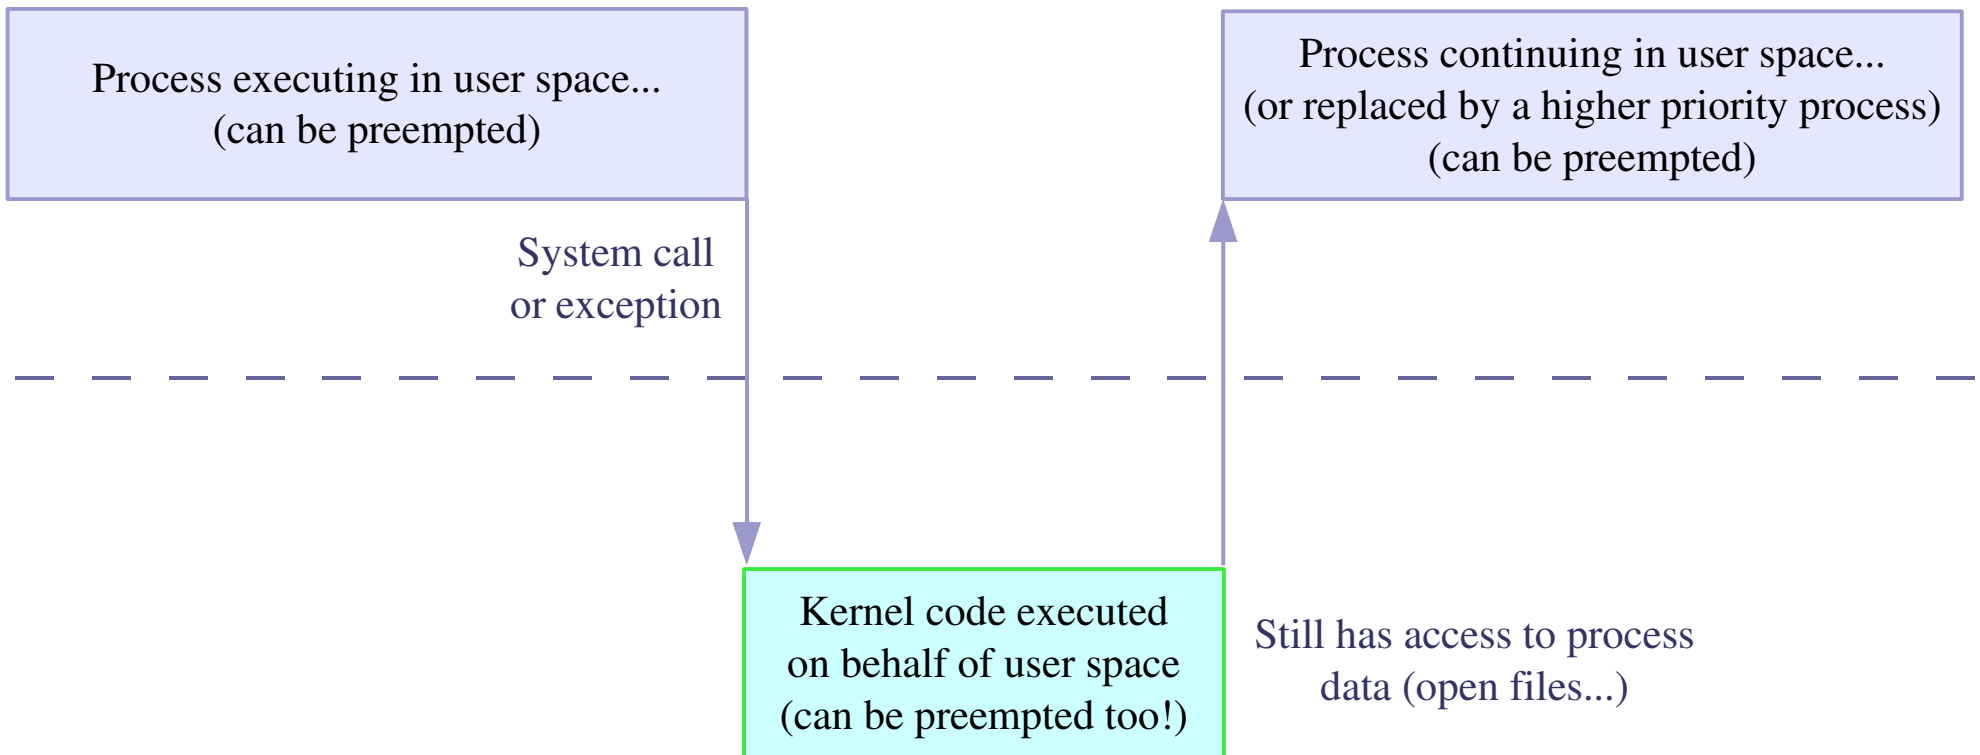 Process executing in user space...
(can be preempted)
Process continuing in user space...
(or replaced by a higher priority process)
(can be preempted)
System call
or exception
Kernel code executed
on behalf of user space
(can be preempted too!)
Still has access to process
data (open files...)